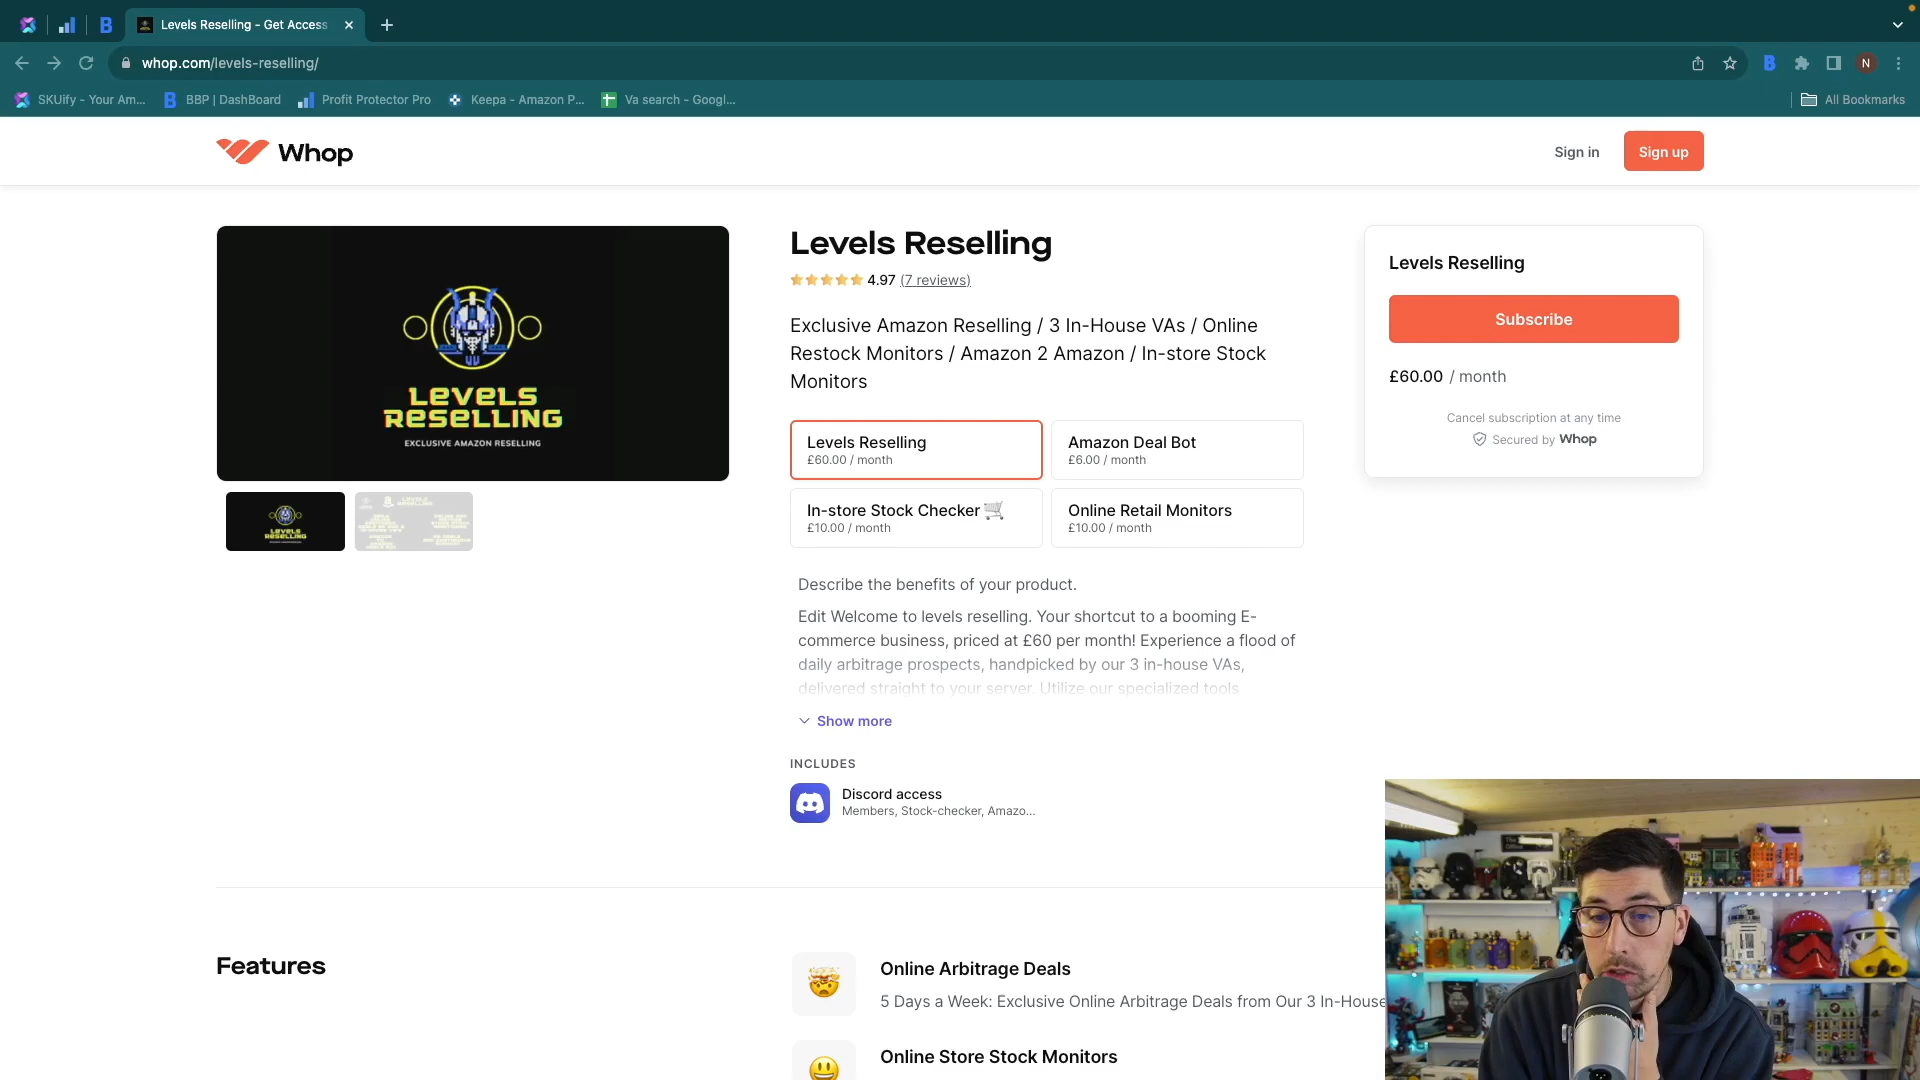 Levels Reselling - Get Access
whop.com/levels-reselling/
N
SKUify - Your Am...
BBP | DashBoard
Profit Protector Pro
Keepa - Amazon P...
Va search - Googl...
All Bookmarks
Whop
Sign in
Sign up
LEVELS
RESELLING
EXCLUSIVE AMAZON RESELLING
Levels Reselling
4.97 (7 reviews)
Exclusive Amazon Reselling / 3 In-House VAs / Online
Restock Monitors / Amazon 2 Amazon / In-store Stock
Monitors
Levels Reselling
£60.00 / month
Amazon Deal Bot
£6.00 / month
In-store Stock Checker
£10.00 / month
Online Retail Monitors
£10.00 / month
Describe the benefits of your product.
Edit Welcome to levels reselling. Your shortcut to a booming E-
commerce business, priced at £60 per month! Experience a flood of
daily arbitrage prospects, handpicked by our 3 in-house VAs,
delivered straight to your server. Utilize our specialized tools
Show more
INCLUDES
Discord access
Members, Stock-checker, Amazo...
Levels Reselling
Subscribe
£60.00 / month
Cancel subscription at any time
Secured by Whop
Features
Online Arbitrage Deals
5 Days a Week: Exclusive Online Arbitrage Deals from Our 3 In-House
Online Store Stock Monitors